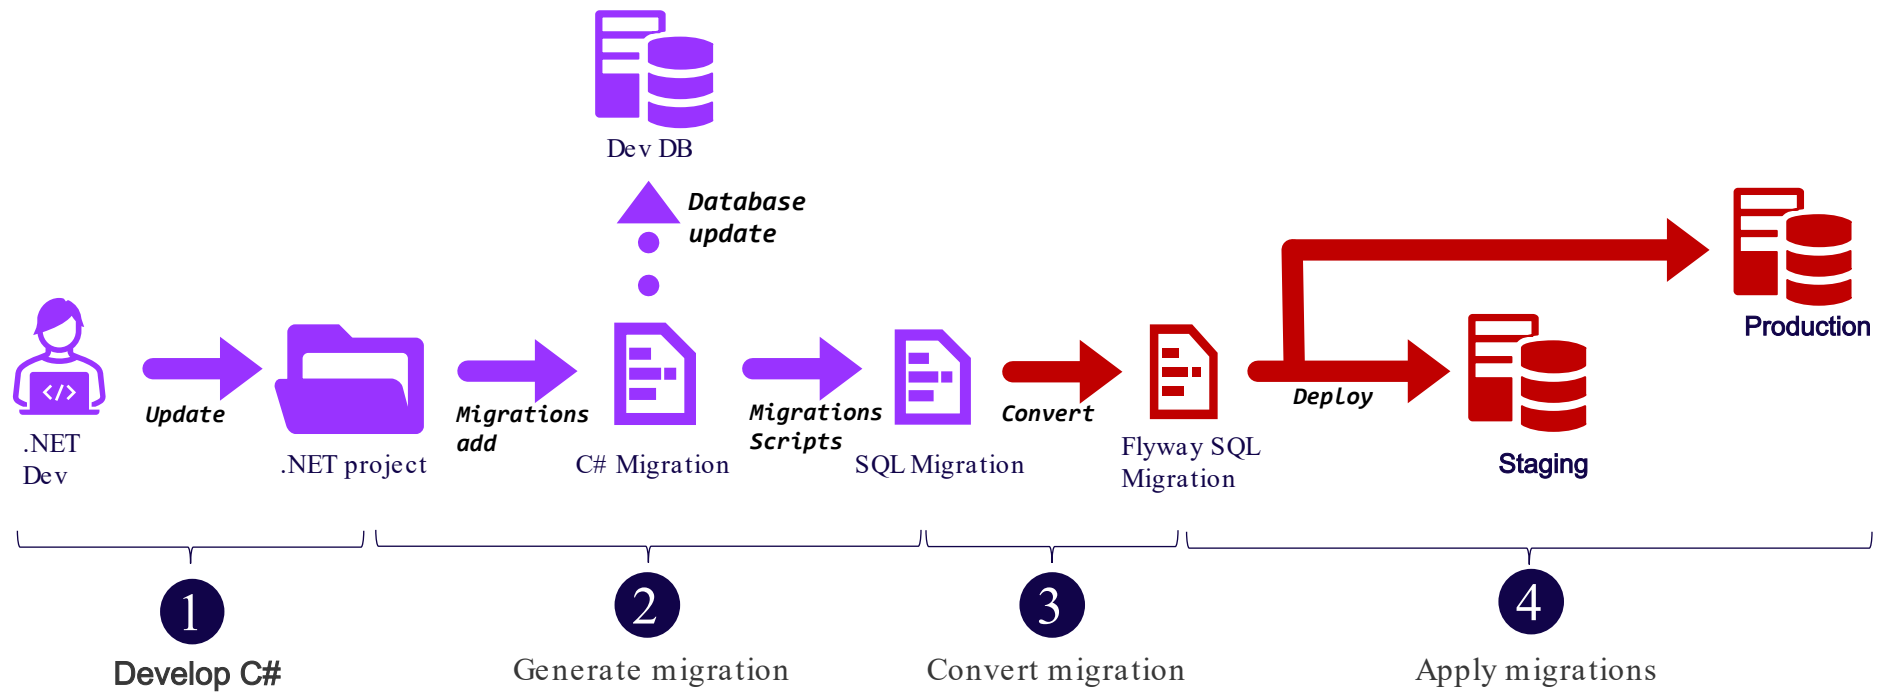 Dev DB
Database
update
Production
Update
Migrations
add
Migrations
Scripts
Convert
Deploy
.NET
Dev
.NET project
C# Migration
SQL Migration
Flyway SQL
Migration
Staging
1
2
3
4
Develop C#
Generate migration
Convert migration
Apply migrations